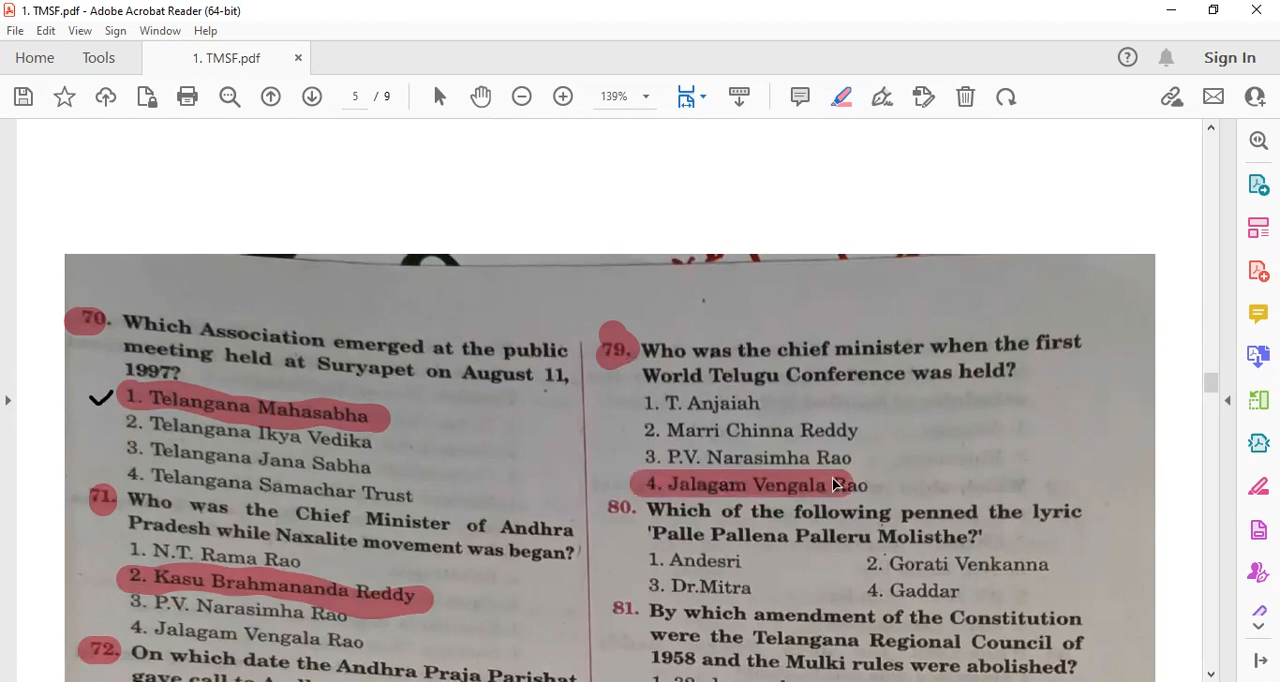 1. TMSF.pdf - Adobe Acrobat Reader (64-bit)
File Edit View Sign Window Help
Home Tools 1. TMSF.pdf × Sign In
5 / 9 139%
70. Which Association emerged at the public
meeting held at Suryapet on August 11,
1997?
1. Telangana Mahasabha
2. Telangana Ikya Vedika
3. Telangana Jana Sabha
4. Telangana Samachar Trust
71. Who was the Chief Minister of Andhra
Pradesh while Naxalite movement was began?
1. N.T. Rama Rao
2. Kasu Brahmananda Reddy
3. P.V. Narasimha Rao
4. Jalagam Vengala Rao
72. On which date the Andhra Praja Parishat
gave call to
79. Who was the chief minister when the first
World Telugu Conference was held?
1. T. Anjaiah
2. Marri Chinna Reddy
3. P.V. Narasimha Rao
4. Jalagam Vengala Rao
80. Which of the following penned the lyric
'Palle Pallena Palleru Molisthe?'
1. Andesri 2. Gorati Venkanna
3. Dr.Mitra 4. Gaddar
81. By which amendment of the Constitution
were the Telangana Regional Council of
1958 and the Mulki rules were abolished?